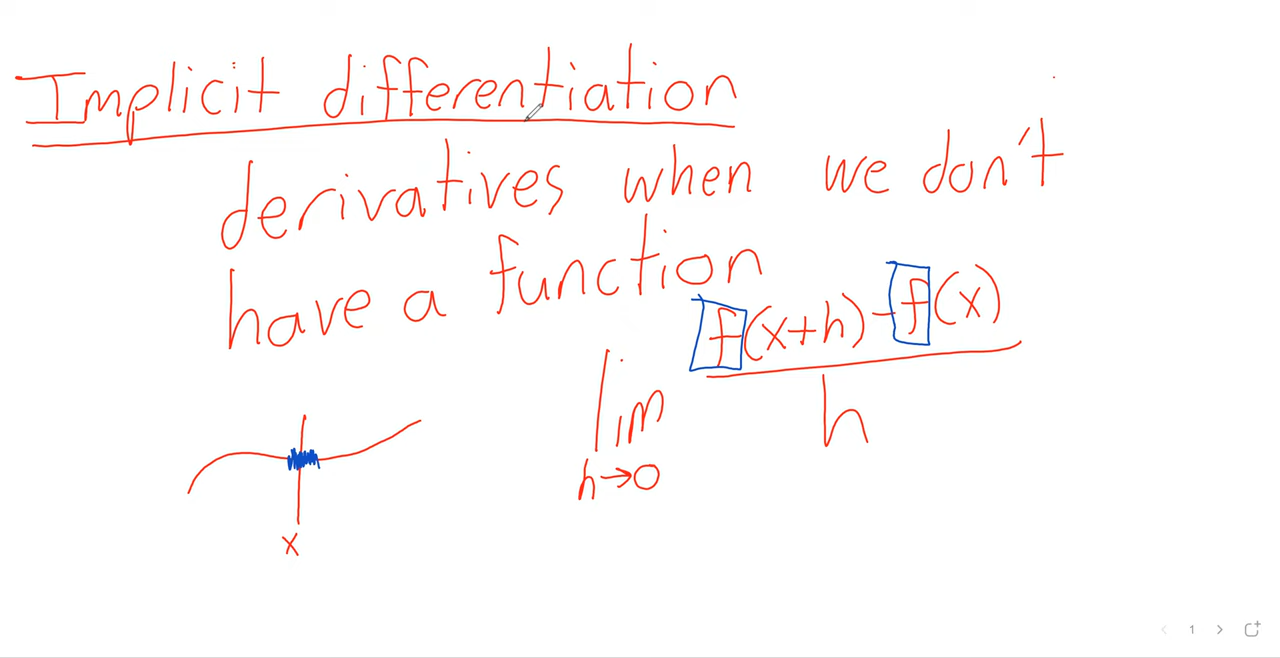 Implicit differentiation
derivatives when we don't
have a function
f(x+h)-f(x)
lim
h
h→0
x
1